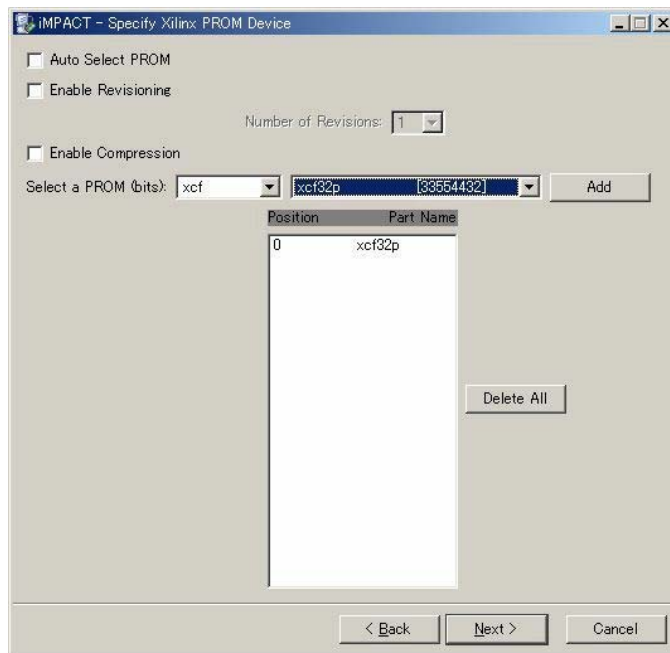 iMPACT - Specify Xilinx PROM Device
Auto Select PROM
Enable Revisioning
Number of Revisions: 1
Enable Compression
Select a PROM (bits): xcf xcf32p [33554432] Add
Position Part Name
0 xcf32p
Delete All
< Back Next > Cancel